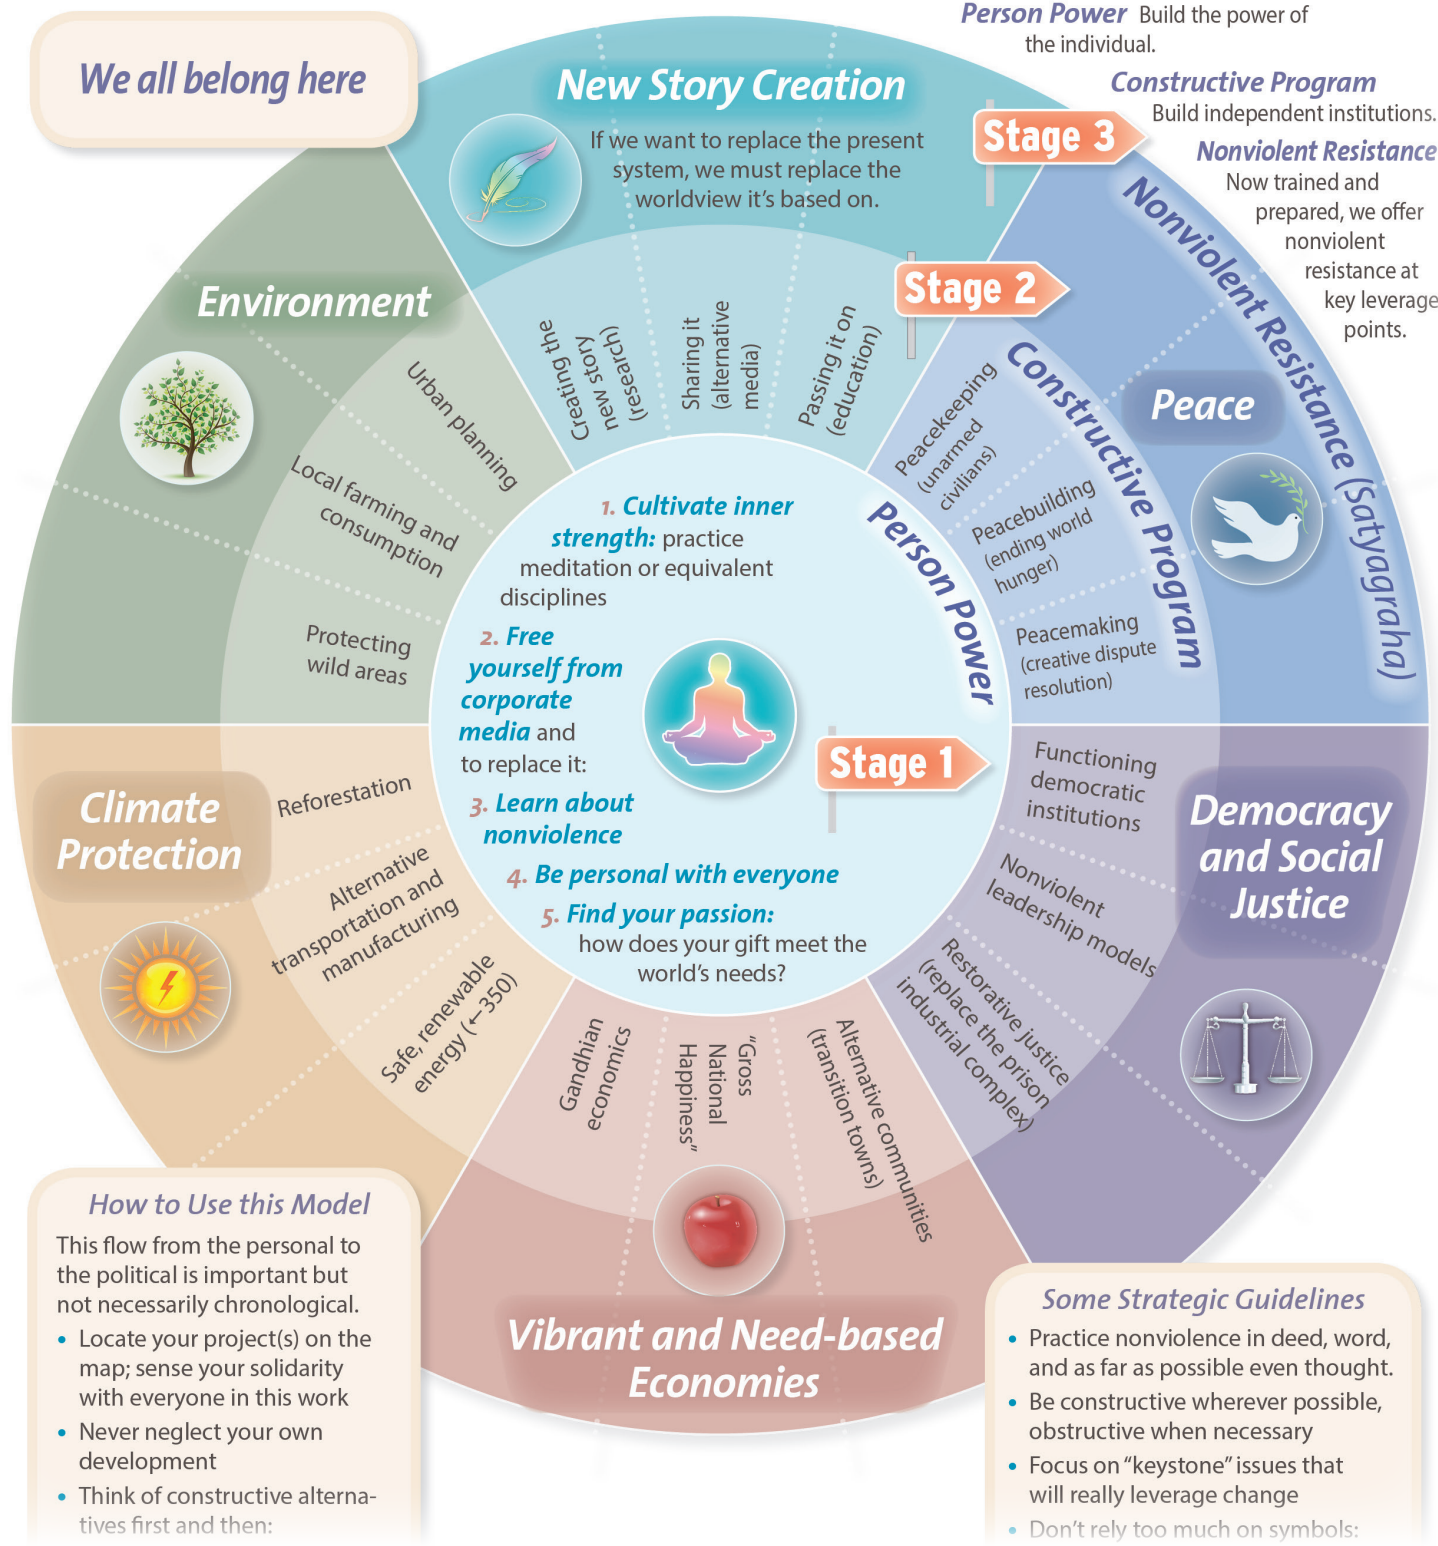 We all belong here
Person Power Build the power of
the individual.
Constructive Program
Build independent institutions.
Nonviolent Resistance
Now trained and
prepared, we offer
nonviolent
resistance at
key leverage
points.
New Story Creation
If we want to replace the present
system, we must replace the
worldview it’s based on.
Stage 3
Stage 2
Stage 1
Nonviolent Resistance (Satyagraha)
Constructive Program
Person Power
Creating the
new story
(research)
Sharing it
(alternative
media)
Passing it on
(education)
Peace
Peacekeeping
(unarmed
civilians)
Peacebuilding
(ending world
hunger)
Peacemaking
(creative dispute
resolution)
Democracy
and Social
Justice
Functioning
democratic
institutions
Nonviolent
leadership models
Restorative justice
(replace the prison
industrial complex)
Vibrant and Need-based
Economies
Alternative communities
(transition towns)
“Gross
National
Happiness”
Gandhian
economics
Climate
Protection
Safe, renewable
energy (←350)
Alternative
transportation and
manufacturing
Reforestation
Environment
Protecting
wild areas
Local farming and
consumption
Urban planning
1. Cultivate inner
strength: practice
meditation or equivalent
disciplines
2. Free
yourself from
corporate
media and
to replace it:
3. Learn about
nonviolence
4. Be personal with everyone
5. Find your passion:
how does your gift meet the
world’s needs?
How to Use this Model
This flow from the personal to
the political is important but
not necessarily chronological.
• Locate your project(s) on the
map; sense your solidarity
with everyone in this work
• Never neglect your own
development
• Think of constructive alterna-
tives first and then:
Some Strategic Guidelines
• Practice nonviolence in deed, word,
and as far as possible even thought.
• Be constructive wherever possible,
obstructive when necessary
• Focus on “keystone” issues that
will really leverage change
• Don’t rely too much on symbols: